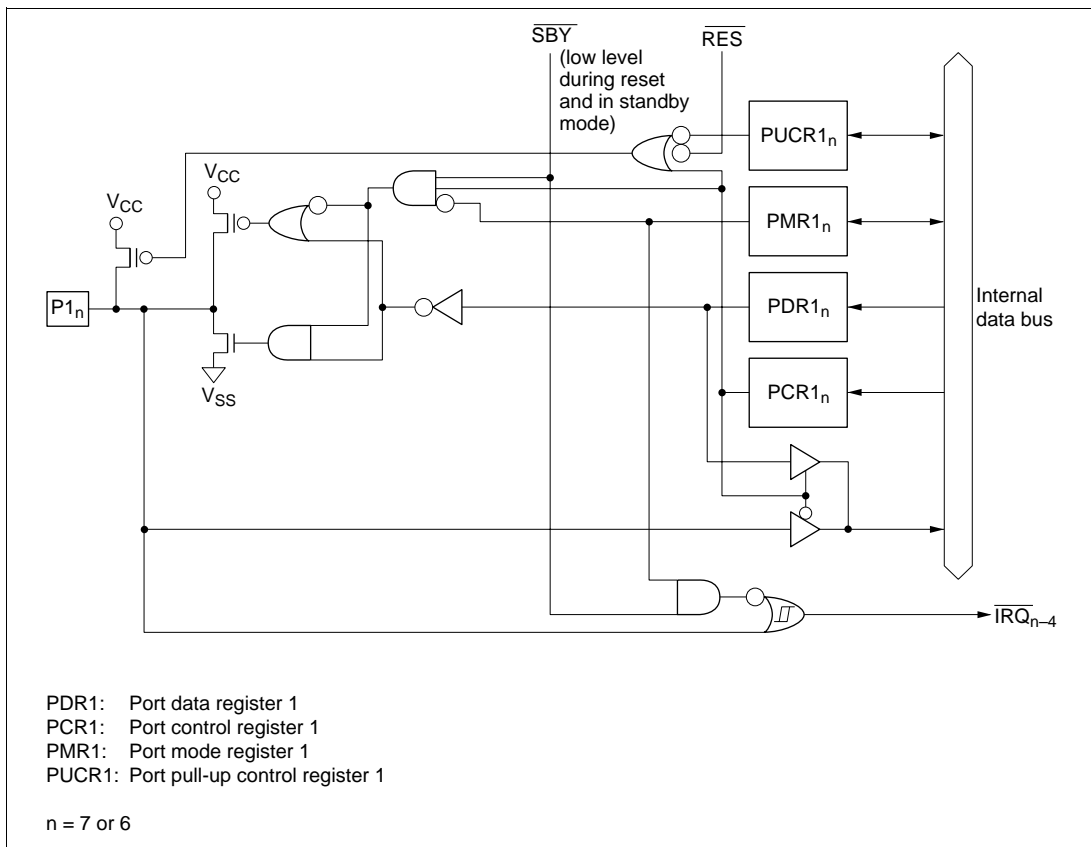 SBY
(low level
during reset
and in standby
mode)
RES
PUCR1n
VCC
VCC
PMR1n
P1n
PDR1n
Internal
data bus
PCR1n
VSS
IRQn–4
PDR1: Port data register 1
PCR1: Port control register 1
PMR1: Port mode register 1
PUCR1: Port pull-up control register 1
n = 7 or 6